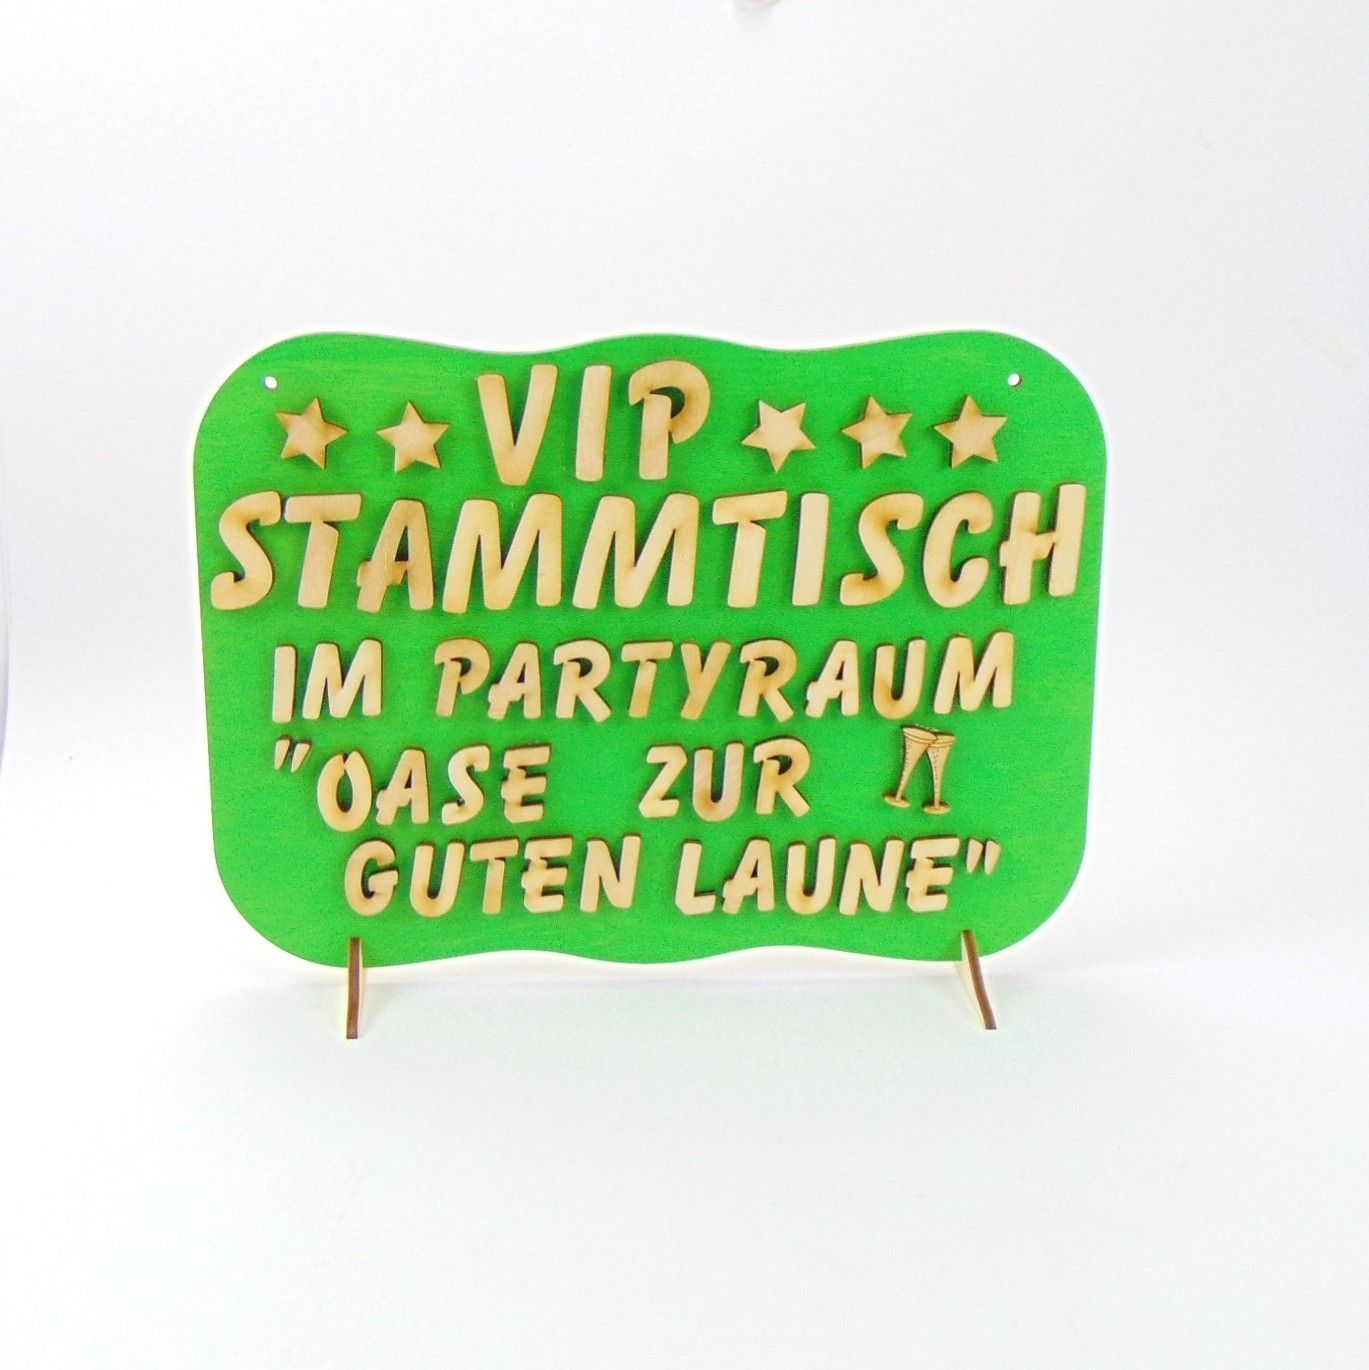 VIP
STAMMTISCH
IM PARTYRAUM
"OASE ZUR
GUTEN LAUNE"